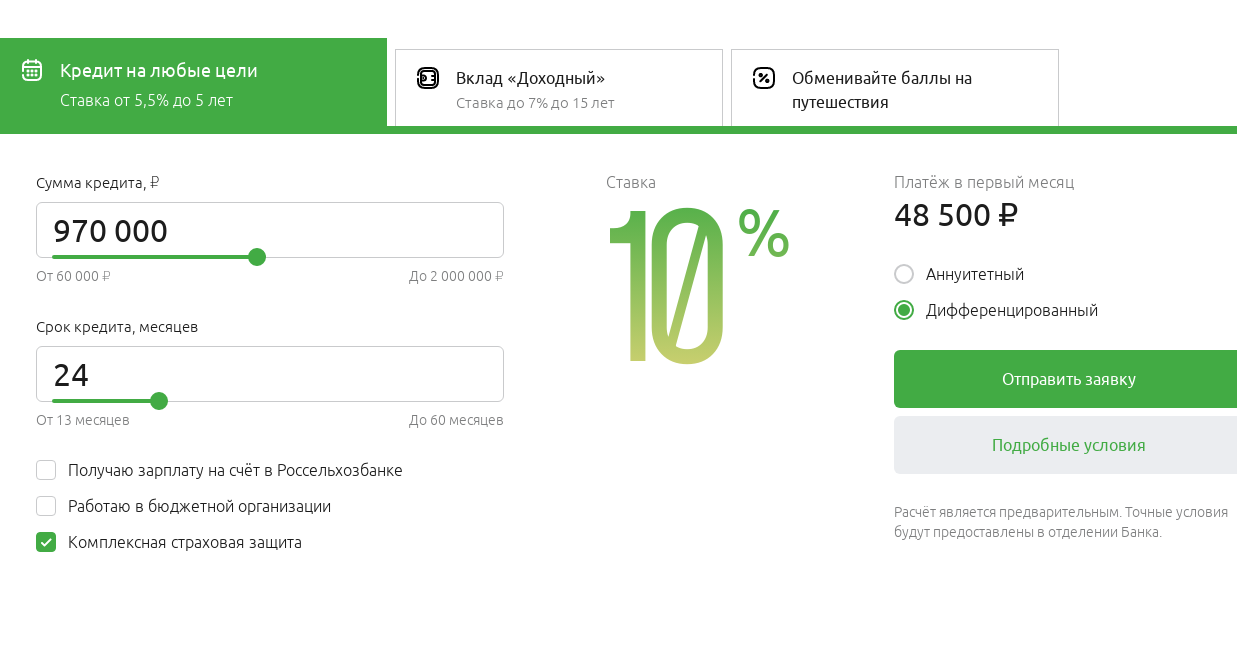 Кредит на любые цели
Ставка от 5,5% до 5 лет
Вклад «Доходный»
Ставка до 7% до 15 лет
Обменивайте баллы на
путешествия
Сумма кредита, ₽
970 000
От 60 000 ₽
До 2 000 000 ₽
Срок кредита, месяцев
24
От 13 месяцев
До 60 месяцев
Получаю зарплату на счёт в Россельхозбанке
Работаю в бюджетной организации
Комплексная страховая защита
Ставка
10%
Платёж в первый месяц
48 500 ₽
Аннуитетный
Дифференцированный
Отправить заявку
Подробные условия
Расчёт является предварительным. Точные условия
будут предоставлены в отделении Банка.